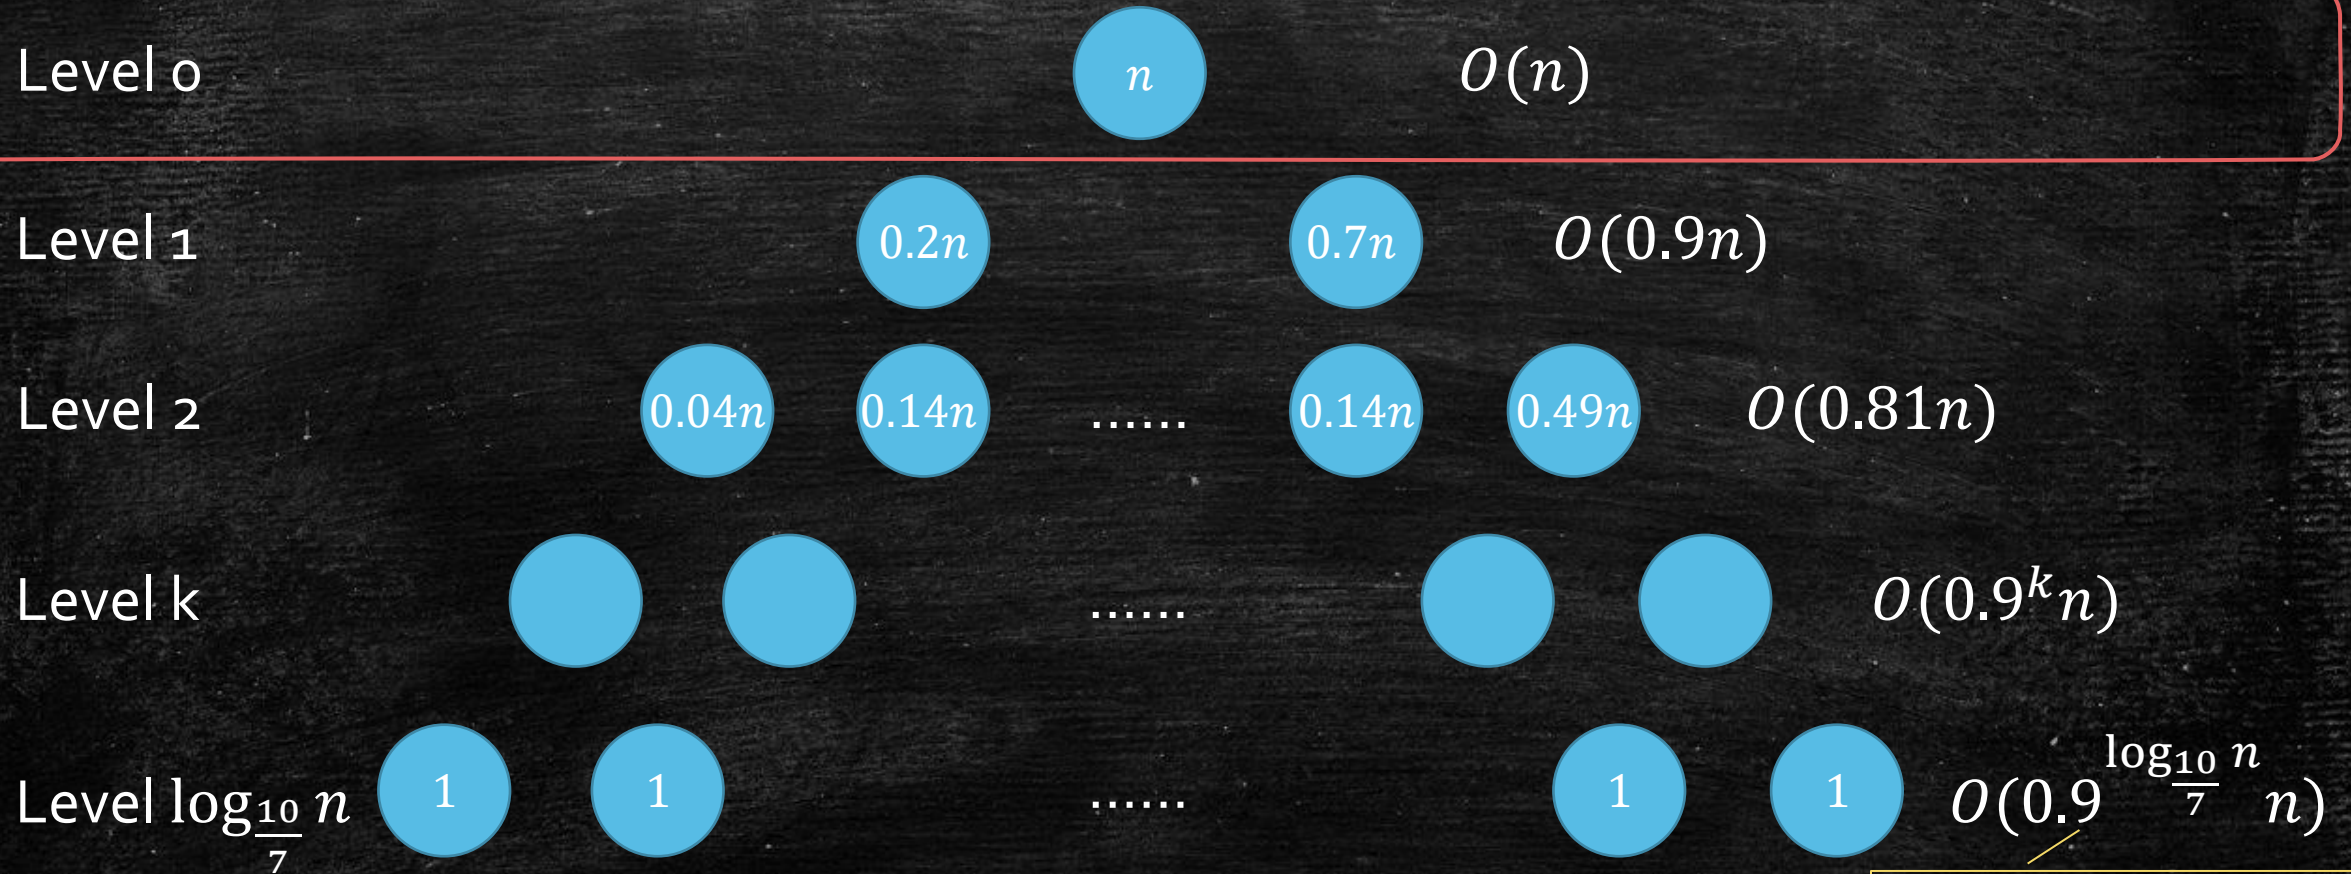 Level 0 n O(n)
Level 1 0.2n 0.7n O(0.9n)
Level 2 0.04n 0.14n ...... 0.14n 0.49n O(0.81n)
Level k ...... O(0.9^k n)
Level log_{10/7} n 1 1 ...... 1 1 O(0.9^{log_{10/7} n} n)